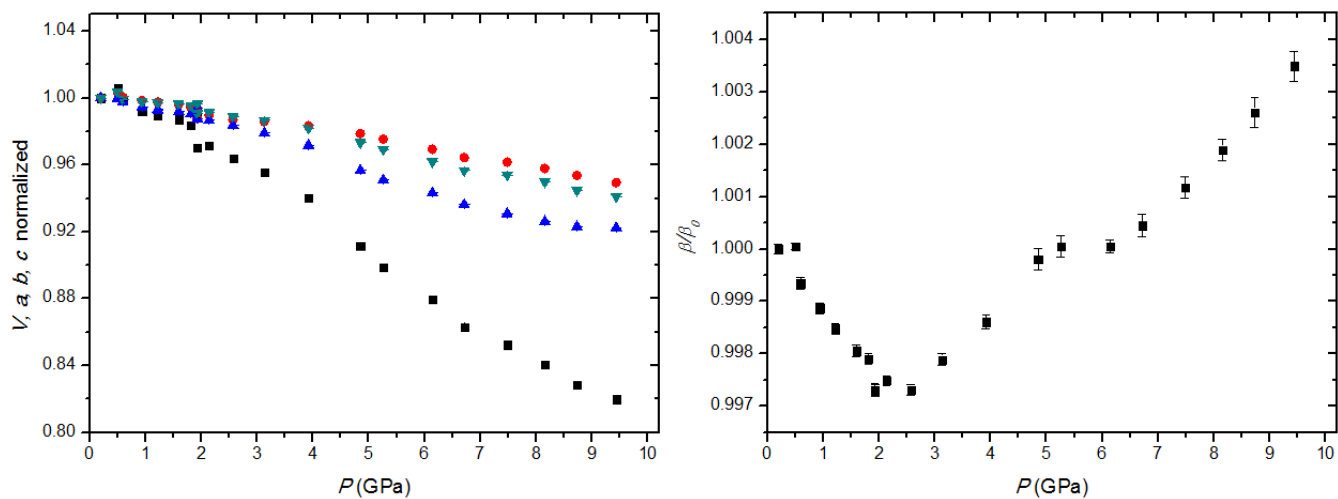 1.04
1.00
0.96
0.92
0.88
0.84
0.80
V, a, b, c normalized
0 1 2 3 4 5 6 7 8 9 10
P (GPa)
1.004
1.003
1.002
1.001
1.000
0.999
0.998
0.997
β/β₀
0 1 2 3 4 5 6 7 8 9 10
P (GPa)